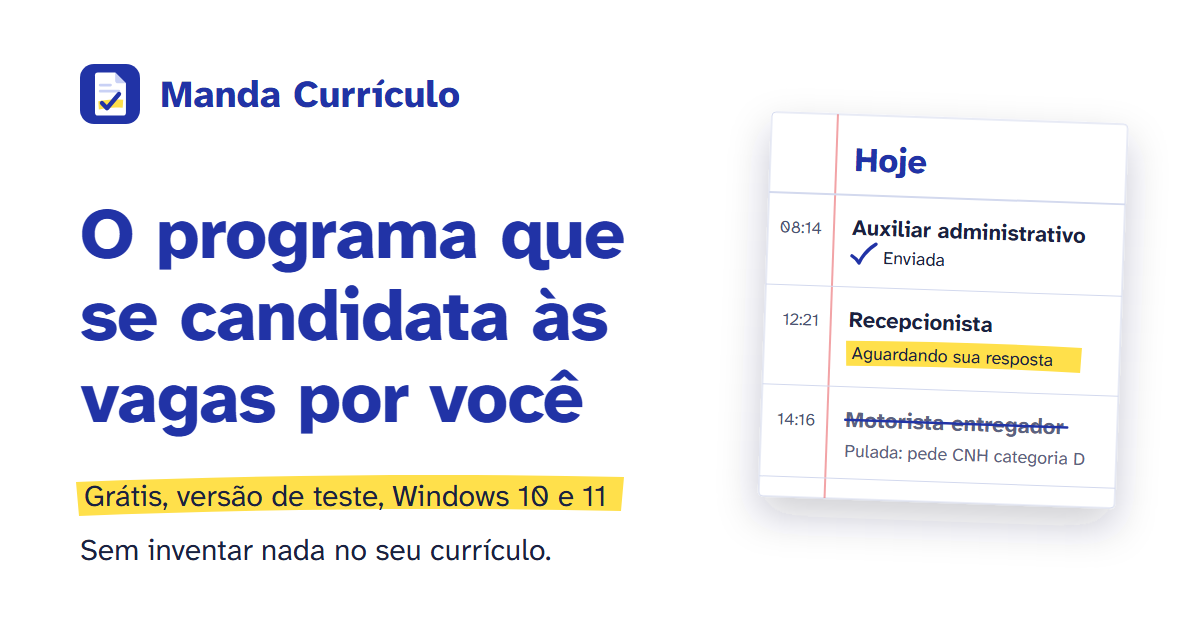 Manda Currículo
O programa que
se candidata às
vagas por você
Grátis, versão de teste, Windows 10 e 11
Sem inventar nada no seu currículo.
Hoje
08:14
Auxiliar administrativo
Enviada
12:21
Recepcionista
Aguardando sua resposta
14:16
Motorista entregador
Pulada: pede CNH categoria D